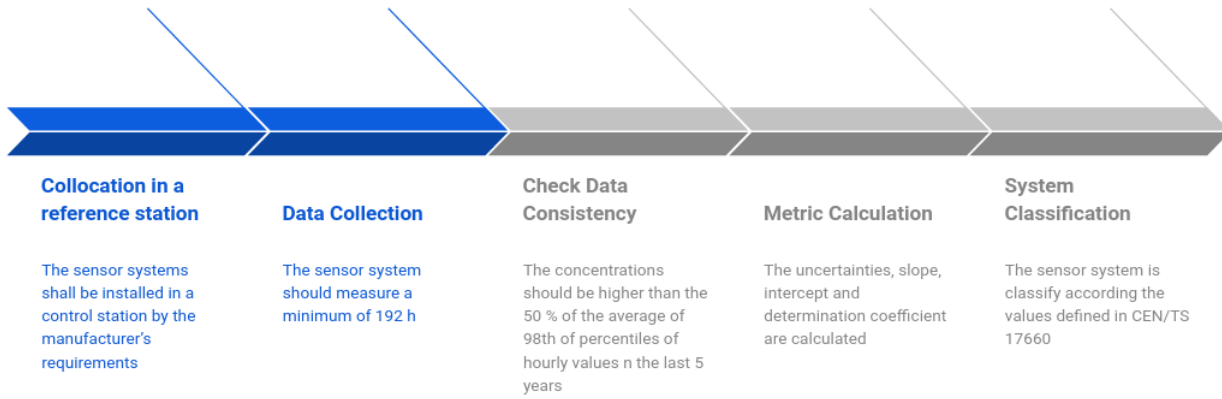 Collocation in a
reference station
The sensor systems
shall be installed in a
control station by the
manufacturer's
requirements
Data Collection
The sensor system
should measure a
minimum of 192 h
Check Data
Consistency
The concentrations
should be higher than the
50 % of the average of
98th of percentiles of
hourly values n the last 5
years
Metric Calculation
The uncertainties, slope,
intercept and
determination coefficient
are calculated
System
Classification
The sensor system is
classify according the
values defined in CEN/TS
17660